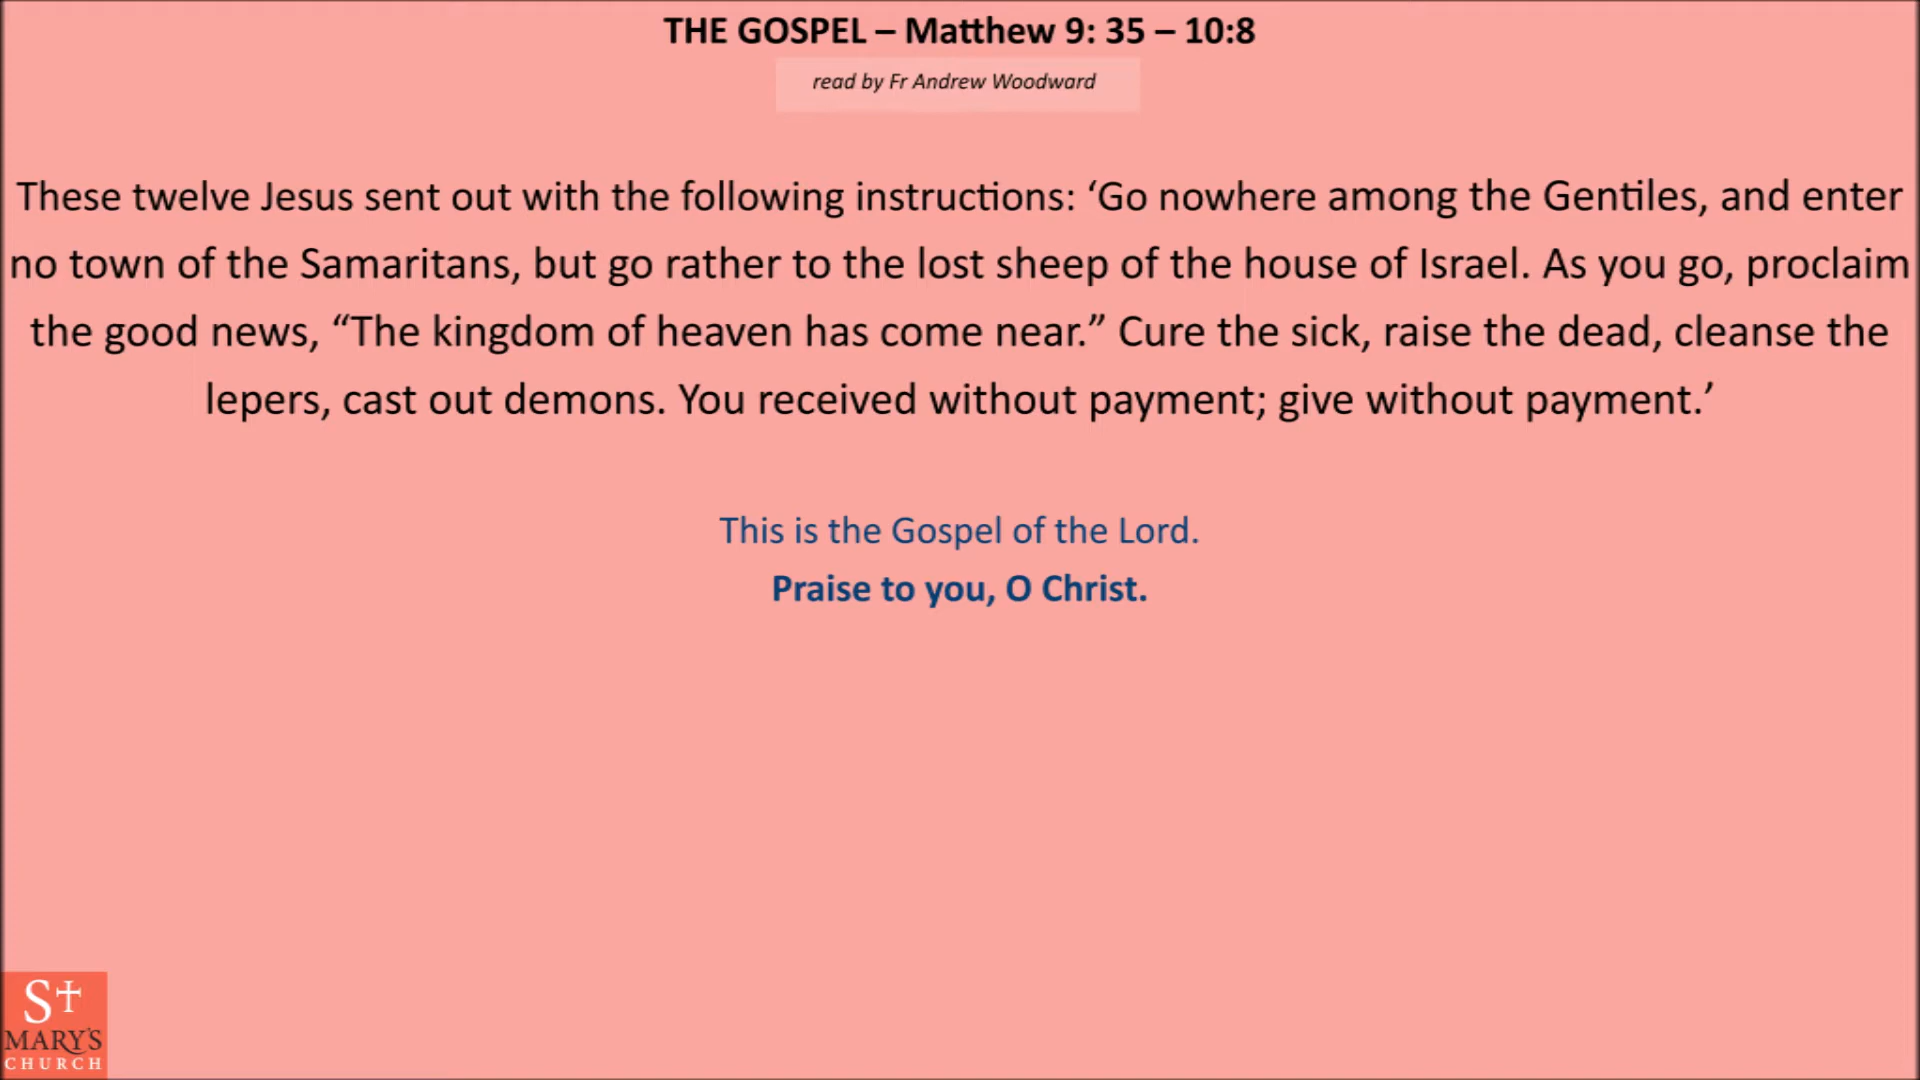 THE GOSPEL – Matthew 9: 35 – 10:8
read by Fr Andrew Woodward
These twelve Jesus sent out with the following instructions: ‘Go nowhere among the Gentiles, and enter
no town of the Samaritans, but go rather to the lost sheep of the house of Israel. As you go, proclaim
the good news, “The kingdom of heaven has come near.” Cure the sick, raise the dead, cleanse the
lepers, cast out demons. You received without payment; give without payment.’
This is the Gospel of the Lord.
Praise to you, O Christ.
St
MARY'S
CHURCH